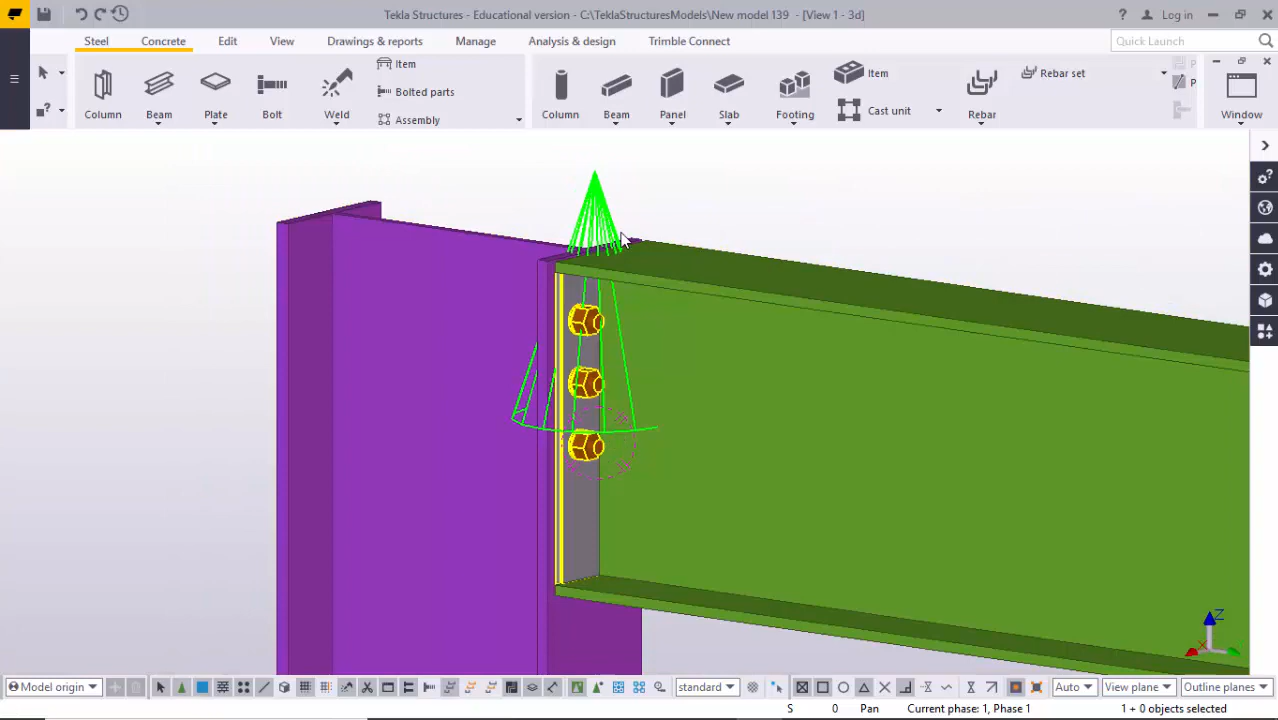 Tekla Structures - Educational version - C:\TeklaStructuresModels\New model 139 - [View 1 - 3d]
Log in
Steel Concrete Edit View Drawings & reports Manage Analysis & design Trimble Connect
Quick Launch
Column Beam Plate Bolt Weld
Item
Bolted parts
Assembly
Column Beam Panel Slab Footing
Item
Cast unit
Rebar
Rebar set
P
P
Window
Z
Model origin
standard
Auto
View plane
Outline planes
S 0 Pan Current phase: 1, Phase 1 1 + 0 objects selected